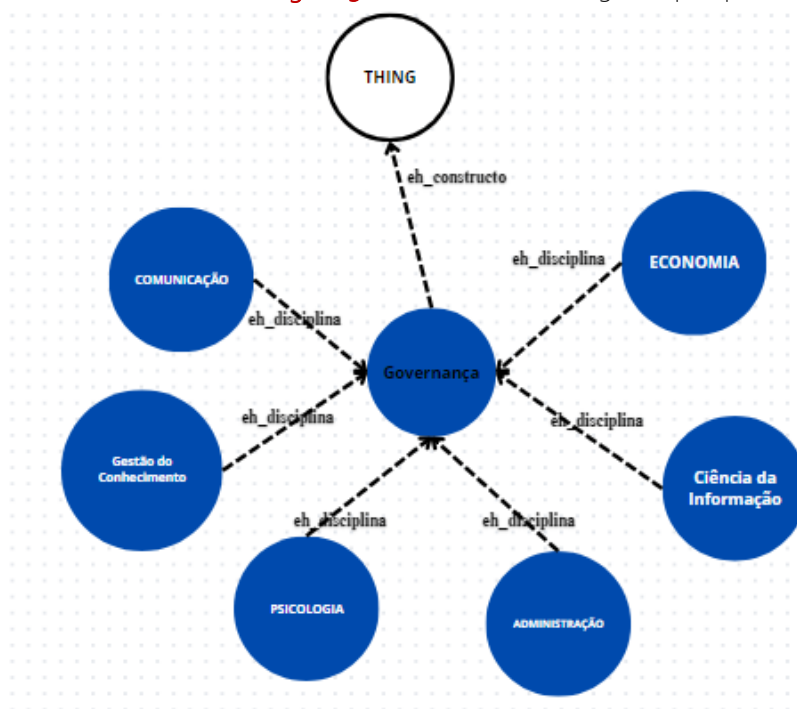 THING
eh_constructo
ECONOMIA
eh_disciplina
COMUNICAÇÃO
eh_disciplina
Governança
eh_disciplina
eh_disciplina
Gestão do
Conhecimento
Ciência da
Informação
eh_disciplina
eh_disciplina
PSICOLOGIA
ADMINISTRAÇÃO